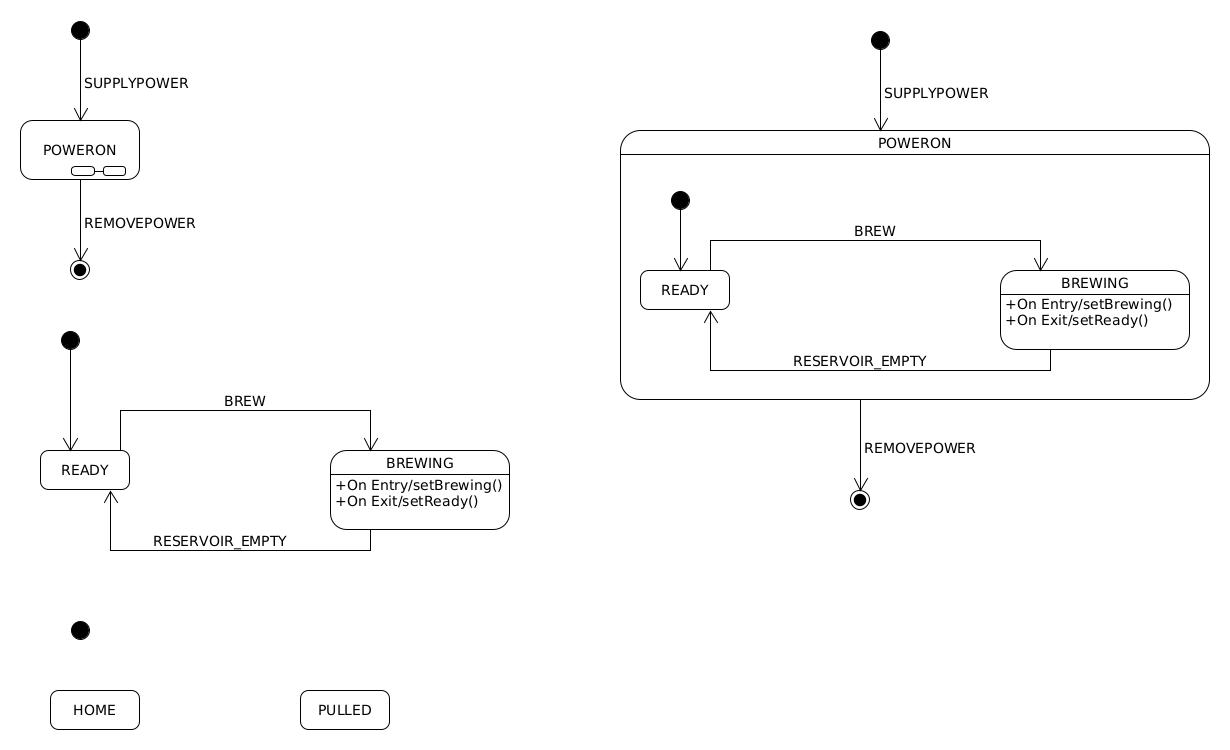 SUPPLYPOWER
POWERON
REMOVEPOWER
BREW
READY
BREWING
+On Entry/setBrewing()
+On Exit/setReady()
RESERVOIR_EMPTY
HOME
PULLED
SUPPLYPOWER
POWERON
BREW
READY
BREWING
+On Entry/setBrewing()
+On Exit/setReady()
RESERVOIR_EMPTY
REMOVEPOWER